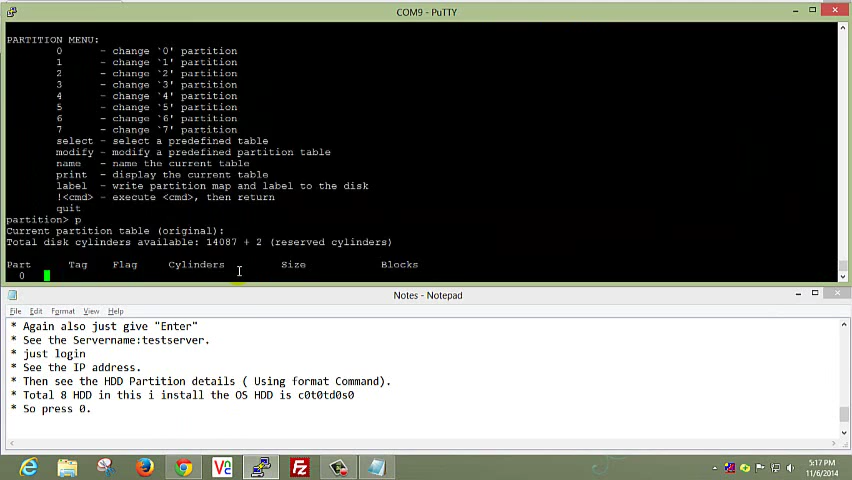 COM9 - PuTTY
PARTITION MENU:
0 - change `0' partition
1 - change `1' partition
2 - change `2' partition
3 - change `3' partition
4 - change `4' partition
5 - change `5' partition
6 - change `6' partition
7 - change `7' partition
select - select a predefined table
modify - modify a predefined partition table
name - name the current table
print - display the current table
label - write partition map and label to the disk
!<cmd> - execute <cmd>, then return
quit
partition> p
Current partition table (original):
Total disk cylinders available: 14087 + 2 (reserved cylinders)
Part Tag Flag Cylinders Size Blocks
0
Notes - Notepad
File Edit Format View Help
* Again also just give "Enter"
* See the Servername:testserver.
* just login
* See the IP address.
* Then see the HDD Partition details ( Using format Command).
* Total 8 HDD in this i install the OS HDD is c0t0td0s0
* So press 0.
5:17 PM
11/6/2014